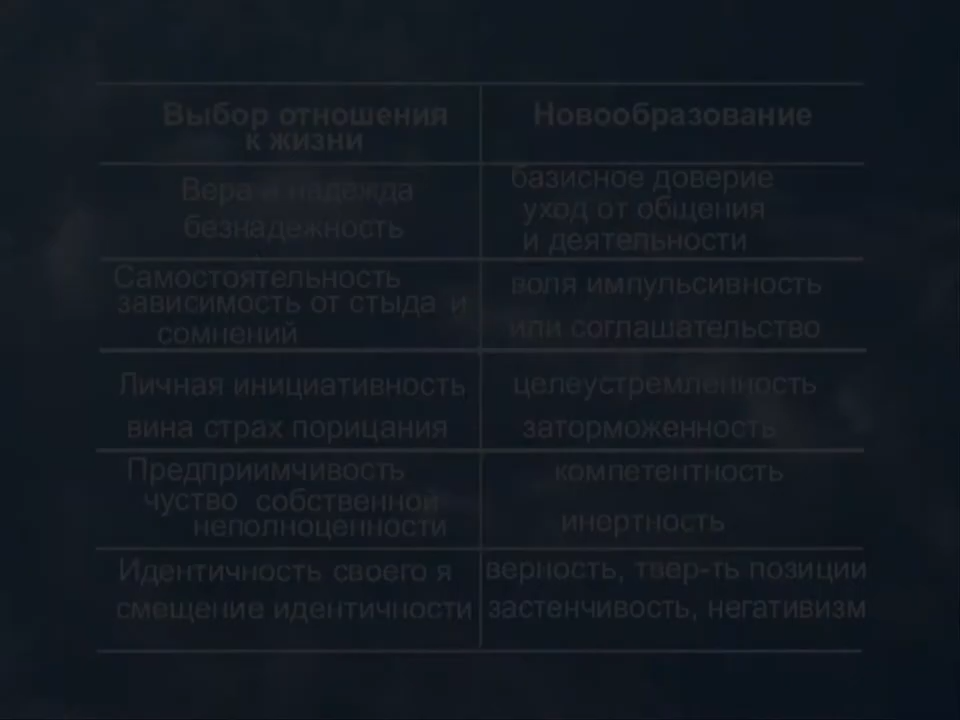 Выбор отношения
к жизни
Новообразование
Вера и надежда
безнадежность
базисное доверие
уход от общения
и деятельности
Самостоятельность
зависимость от стыда и
сомнений
воля импульсивность
или соглашательство
Личная инициативность
вина страх порицания
целеустремленность
заторможенность
Предприимчивость
чуство собственной
неполноценности
компетентность
инертность
Идентичность своего я
смещение идентичности
верность, твер-ть позиции
застенчивость, негативизм